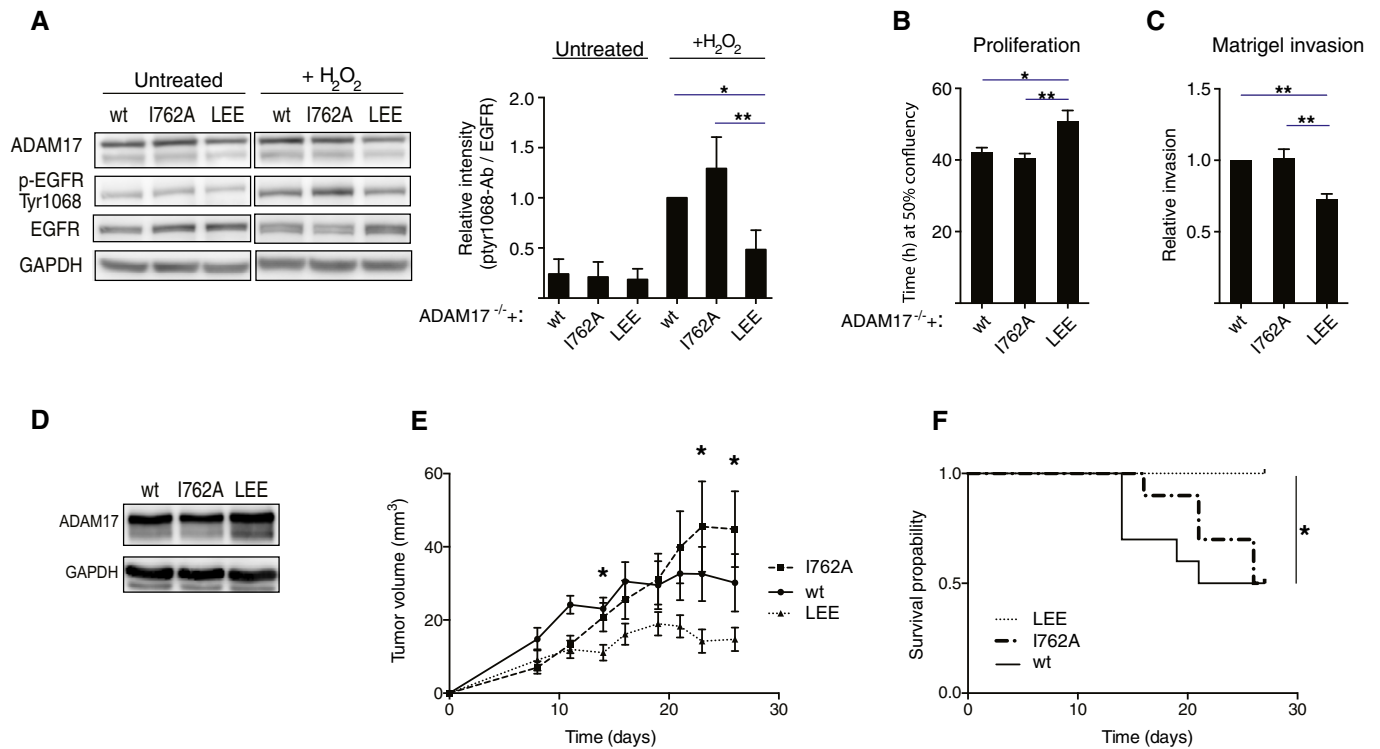 A
Untreated
+ H2O2
wt I762A LEE wt I762A LEE
ADAM17
p-EGFR
Tyr1068
EGFR
GAPDH
Untreated
+H2O2
*
**
2.0
1.5
1.0
0.5
Relative intensity
(ptyr1068-Ab / EGFR)
ADAM17 -/-+:
wt I762A LEE wt I762A LEE
B
Proliferation
*
**
60
40
20
Time (h) at 50% confluency
ADAM17-/-+:
wt I762A LEE
C
Matrigel invasion
**
**
1.5
1.0
0.5
Relative invasion
wt I762A LEE
D
wt I762A LEE
ADAM17
GAPDH
E
60
40
20
0
Tumor volume (mm3)
* * *
I762A
wt
LEE
0 10 20 30
Time (days)
F
1.0
0.5
0.0
Survival propability
*
LEE
I762A
wt
0 10 20 30
Time (days)